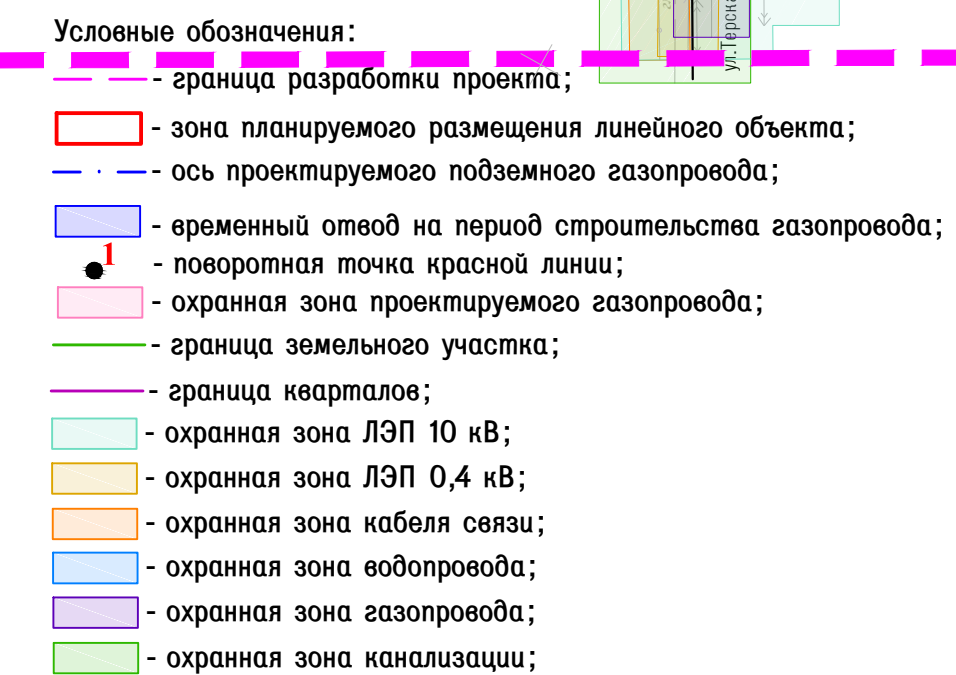 Условные обозначения:
ул.Терска
- граница разработки проекта;
- зона планируемого размещения линейного объекта;
- ось проектируемого подземного газопровода;
- временный отвод на период строительства газопровода;
1
- поворотная точка красной линии;
- охранная зона проектируемого газопровода;
- граница земельного участка;
- граница кварталов;
- охранная зона ЛЭП 10 кВ;
- охранная зона ЛЭП 0,4 кВ;
- охранная зона кабеля связи;
- охранная зона водопровода;
- охранная зона газопровода;
- охранная зона канализации;